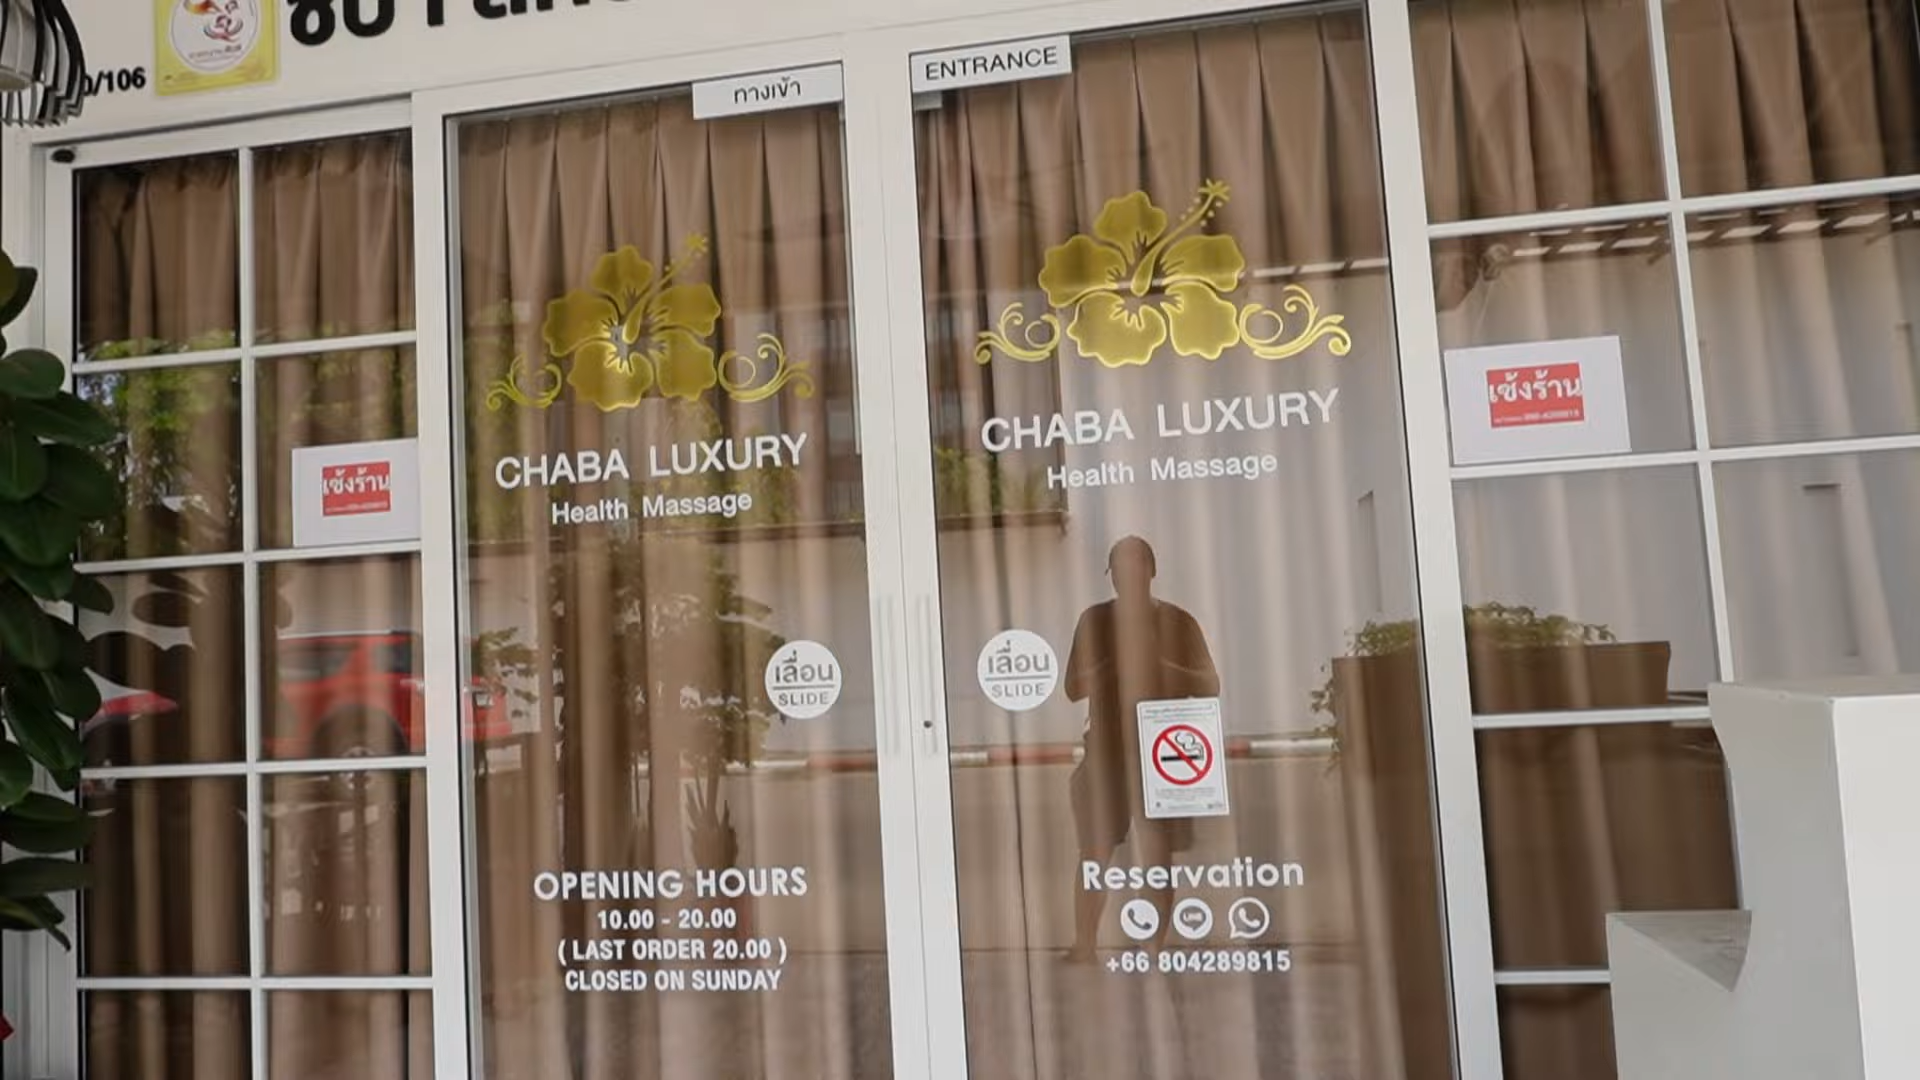 /106
ทางเข้า
ENTRANCE
CHABA LUXURY
Health Massage
CHABA LUXURY
Health Massage
เซ้งร้าน
เซ้งร้าน
เลื่อน
SLIDE
เลื่อน
SLIDE
OPENING HOURS
10.00 - 20.00
( LAST ORDER 20.00 )
CLOSED ON SUNDAY
Reservation
LINE
+66 804289815